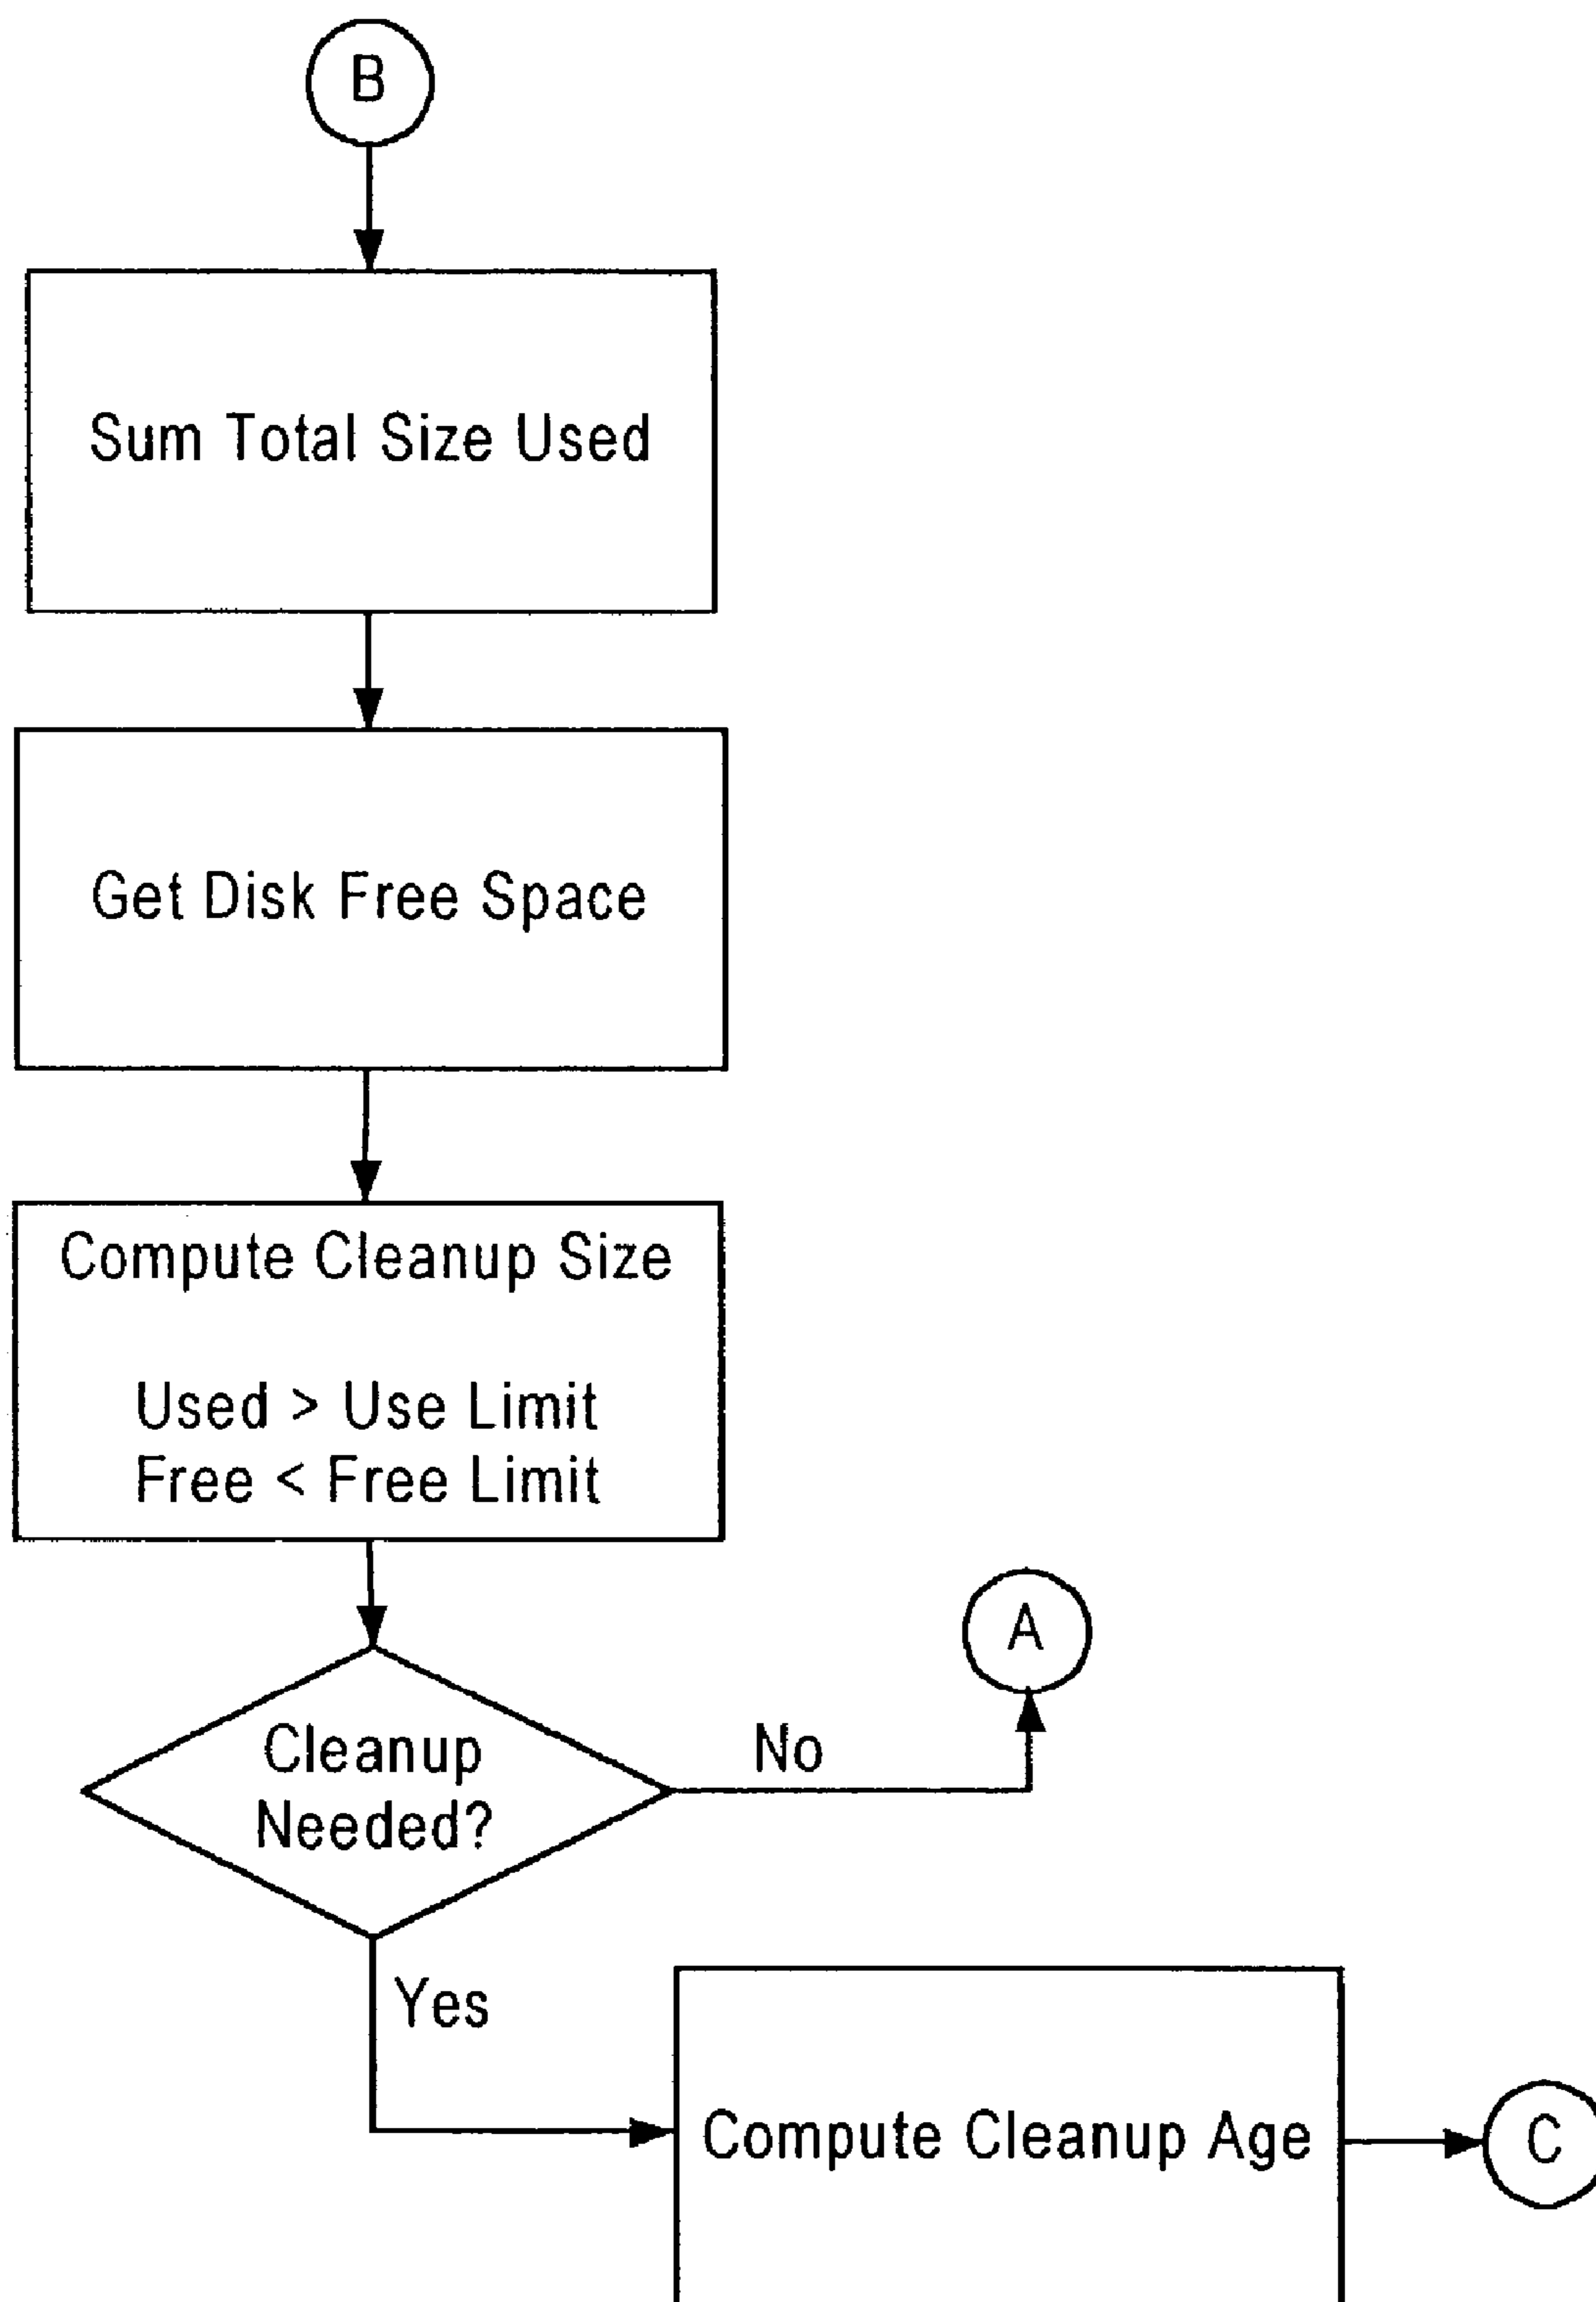 B
Sum Total Size Used
Get Disk Free Space
Compute Cleanup Size
Used > Use Limit
Free < Free Limit
A
Cleanup
Needed?
No
Yes
Compute Cleanup Age
C